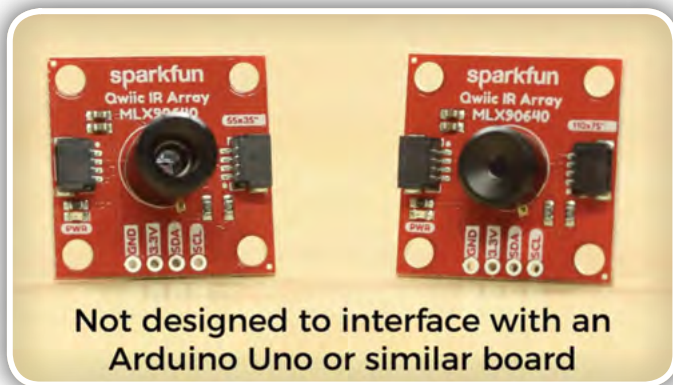 sparkfun
Qwiic IR Array
MLX90640
55x35°
PWR
GND
3.3V
SDA
SCL
sparkfun
Qwiic IR Array
MLX90640
110x75°
PWR
GND
3.3V
SDA
SCL
Not designed to interface with an
Arduino Uno or similar board